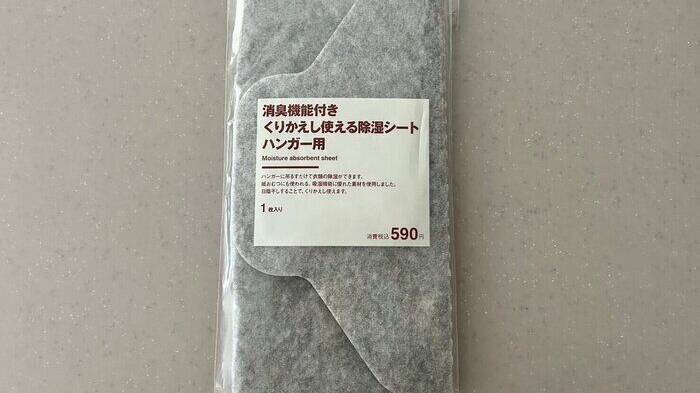 消臭機能付き
くりかえし使える除湿シート
ハンガー用
Moisture absorbent sheet
ハンガーに吊るすだけで衣類の除湿ができます。
紙おむつにも使われる、吸湿機能に優れた素材を使用しました。
日陰干しすることで、くりかえし使えます。
1枚入り
消費税込590円